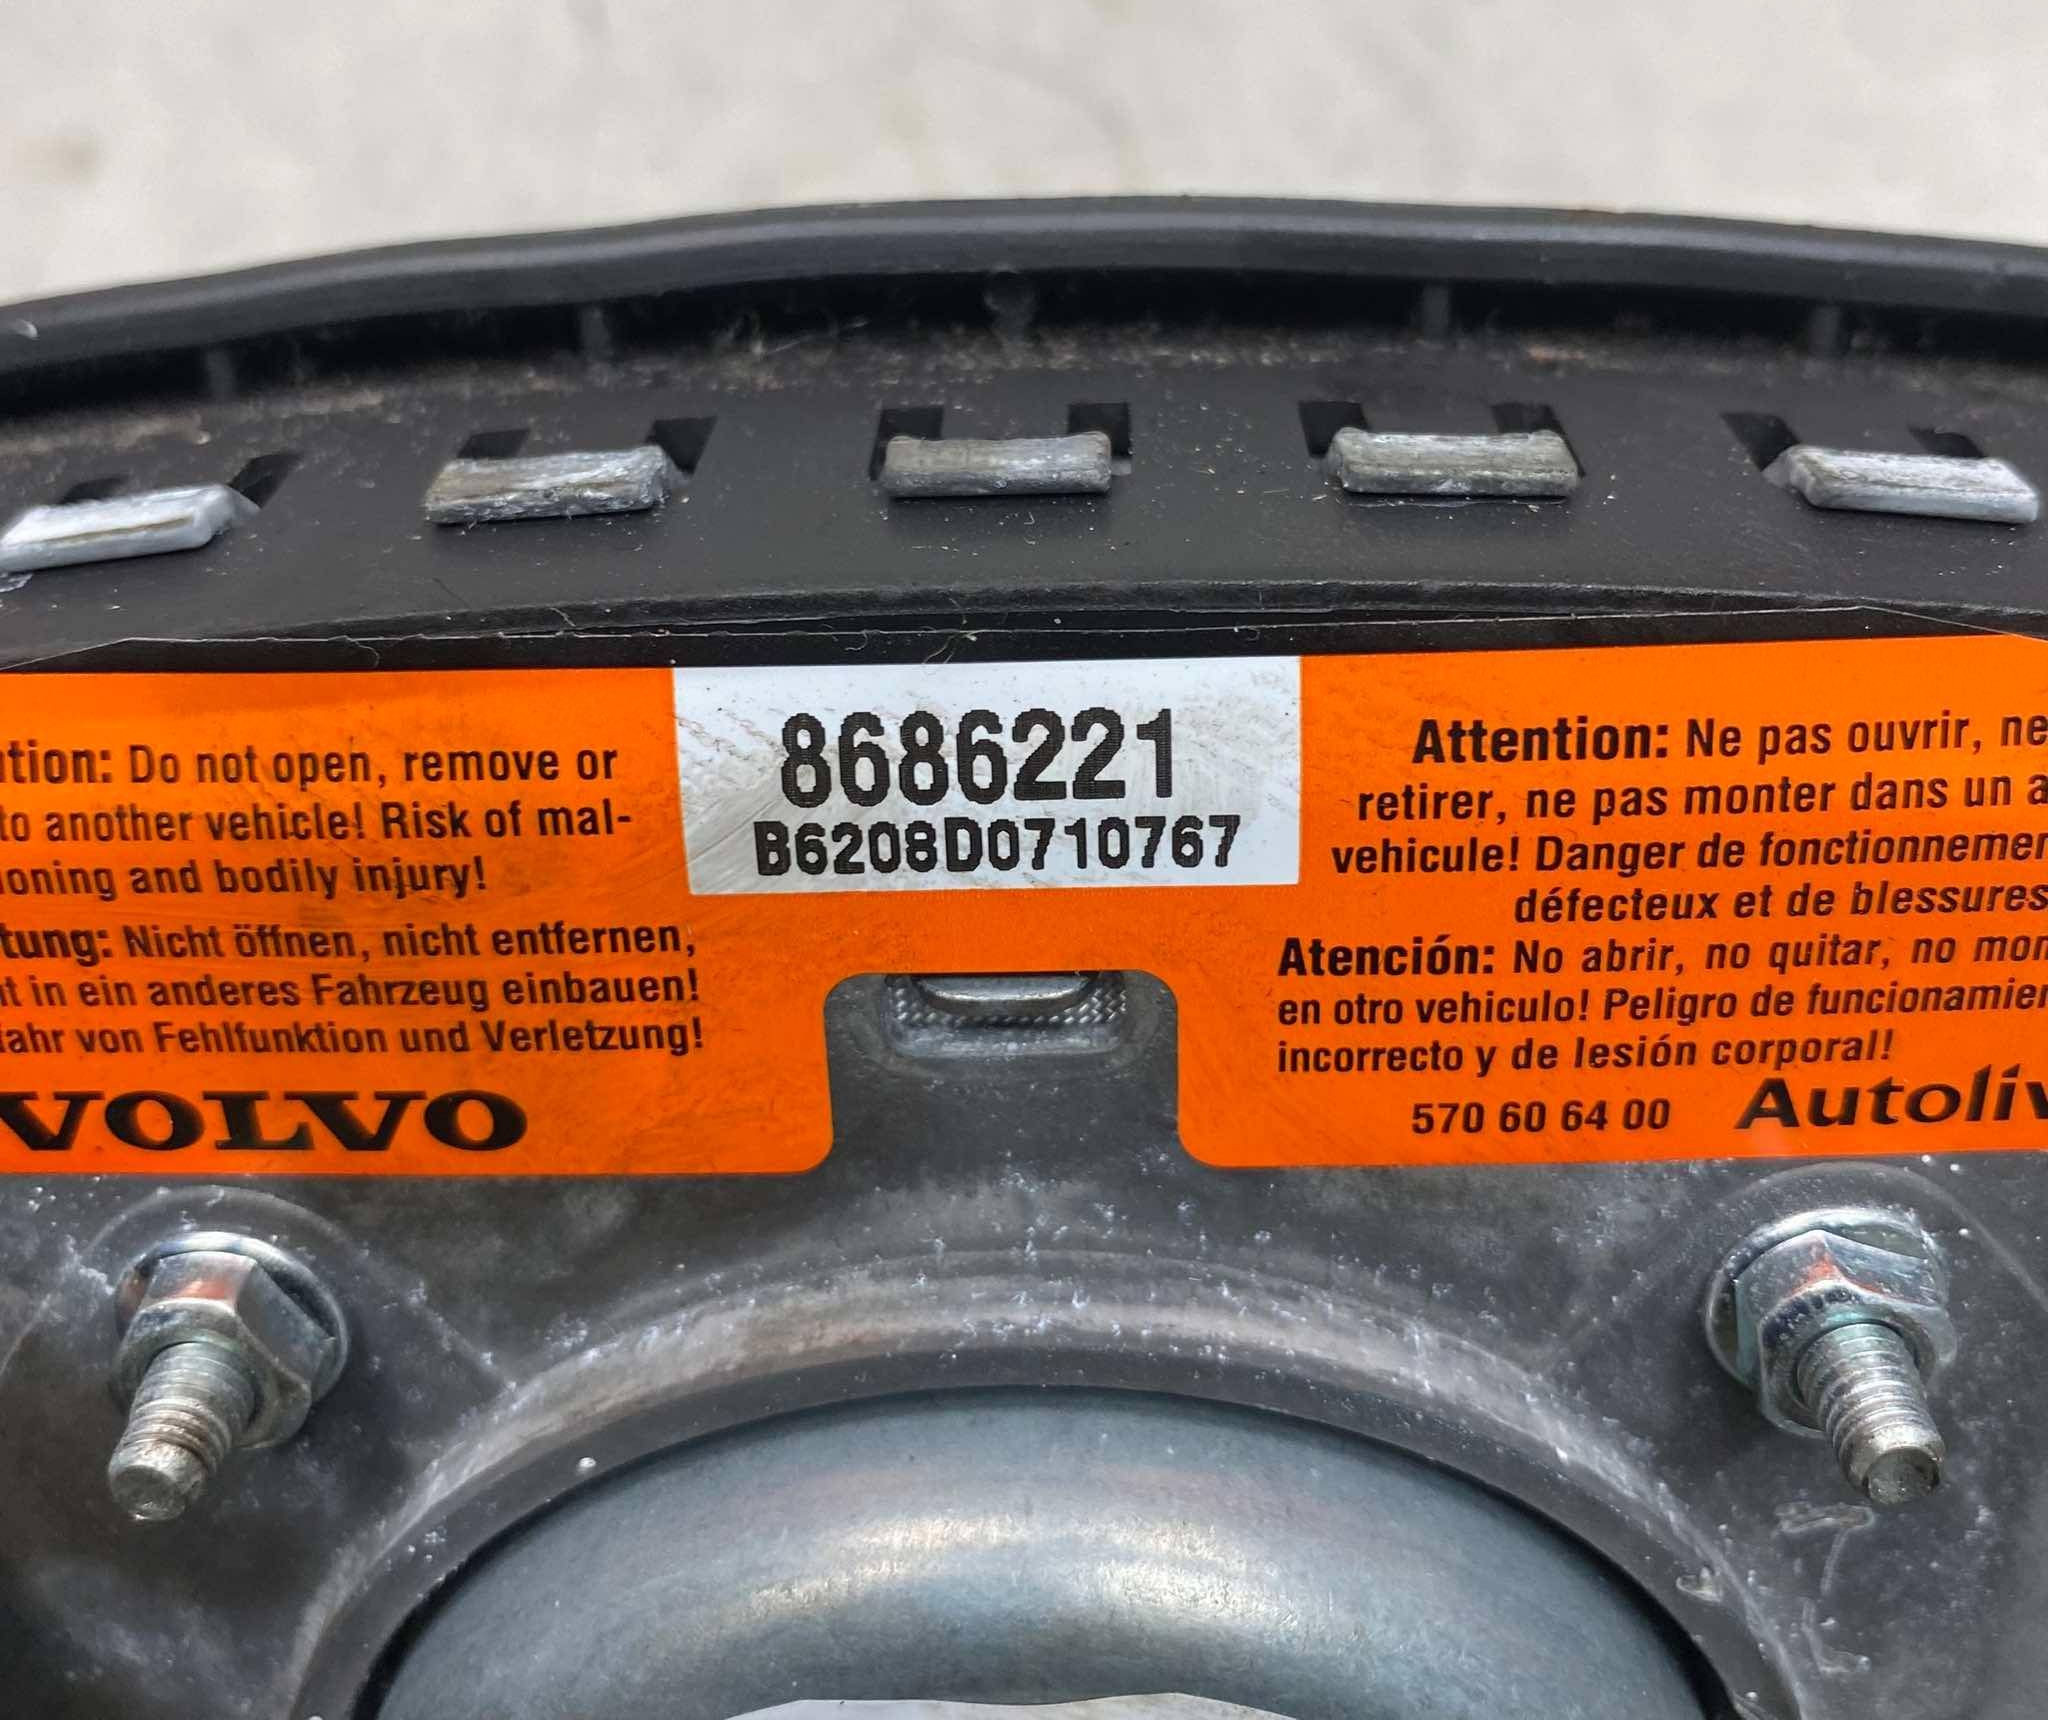 8686221
B6208D0710767
tion: Do not open, remove or
to another vehicle! Risk of mal-
oning and bodily injury!
tung: Nicht öffnen, nicht entfernen,
t in ein anderes Fahrzeug einbauen!
fahr von Fehlfunktion und Verletzung!
VOLVO
Attention: Ne pas ouvrir, ne
retirer, ne pas monter dans un a
vehicule! Danger de fonctionnemen
défecteux et de blessures
Atención: No abrir, no quitar, no mon
en otro vehiculo! Peligro de funcionamien
incorrecto y de lesión corporal!
570 60 64 00 Autoliv